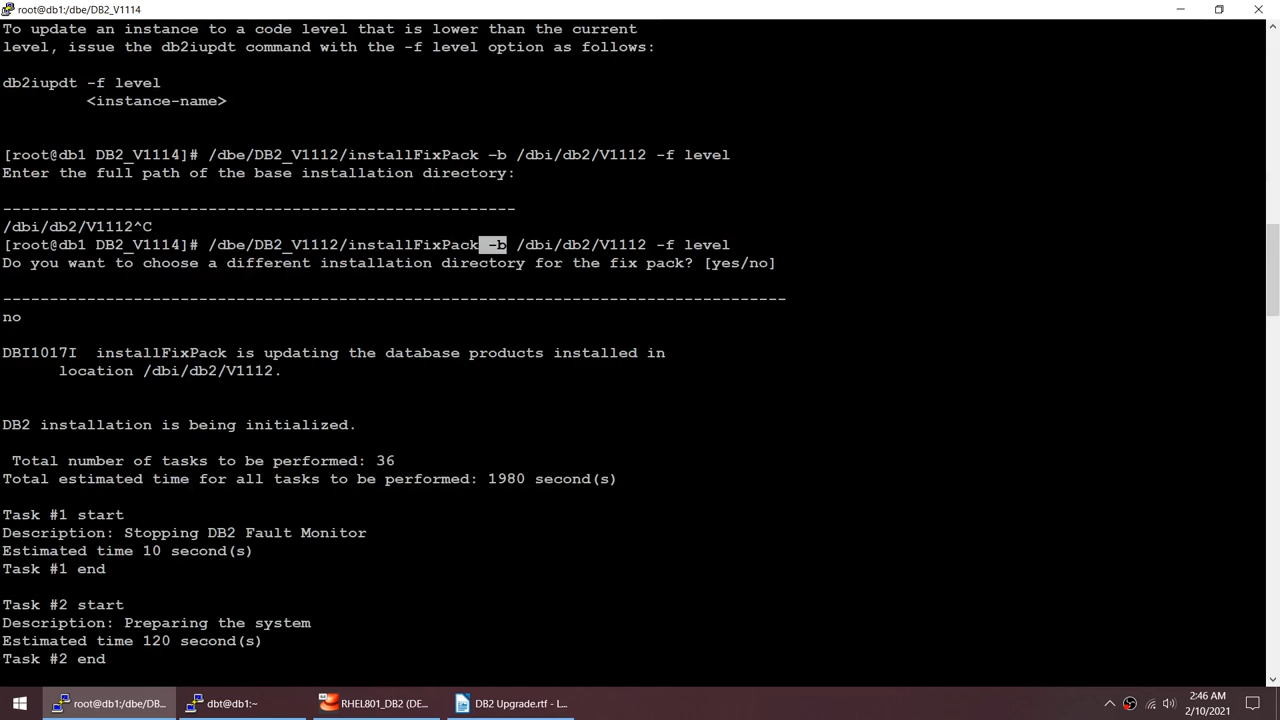 root@db1:/dbe/DB2_V1114
To update an instance to a code level that is lower than the current
level, issue the db2iupdt command with the -f level option as follows:
db2iupdt -f level
<instance-name>
[root@db1 DB2_V1114]# /dbe/DB2_V1112/installFixPack –b /dbi/db2/V1112 -f level
Enter the full path of the base installation directory:
-------------------------------------------------------
/dbi/db2/V1112^C
[root@db1 DB2_V1114]# /dbe/DB2_V1112/installFixPack -b /dbi/db2/V1112 -f level
Do you want to choose a different installation directory for the fix pack? [yes/no]
------------------------------------------------------------------------------------
no
DBI1017I  installFixPack is updating the database products installed in
location /dbi/db2/V1112.
DB2 installation is being initialized.
Total number of tasks to be performed: 36
Total estimated time for all tasks to be performed: 1980 second(s)
Task #1 start
Description: Stopping DB2 Fault Monitor
Estimated time 10 second(s)
Task #1 end
Task #2 start
Description: Preparing the system
Estimated time 120 second(s)
Task #2 end
root@db1:/dbe/DB...
dbt@db1:~
RHEL801_DB2 (DE...
DB2 Upgrade.rtf - L...
2:46 AM
2/10/2021